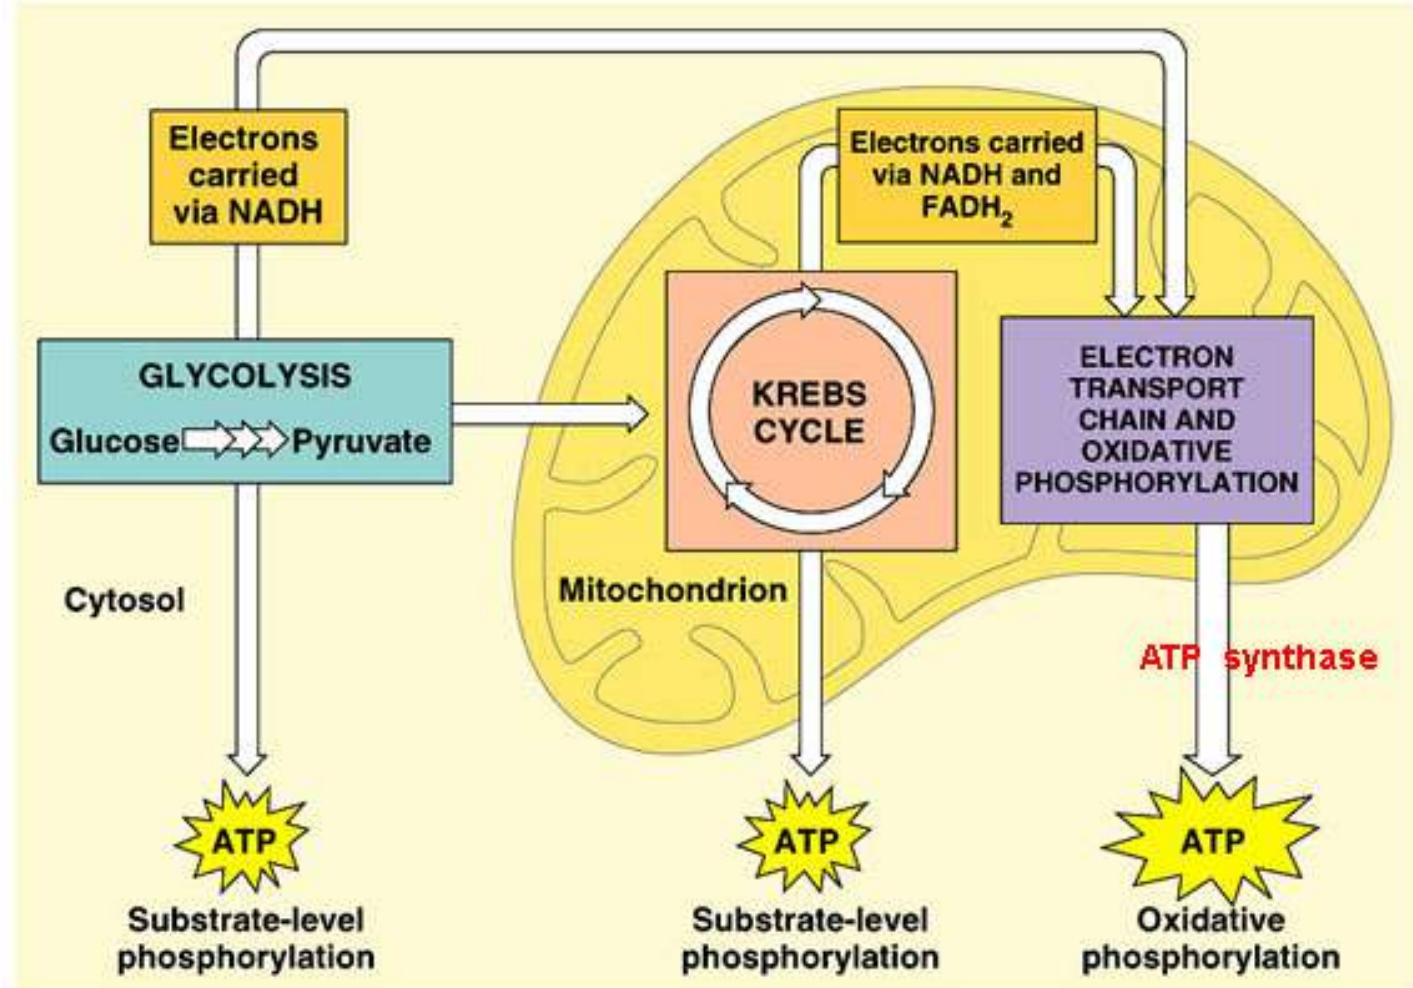 Electrons
carried
via NADH
Electrons carried
via NADH and
FADH₂
GLYCOLYSIS
Glucose Pyruvate
KREBS
CYCLE
ELECTRON
TRANSPORT
CHAIN AND
OXIDATIVE
PHOSPHORYLATION
Cytosol
Mitochondrion
ATP synthase
ATP
Substrate-level
phosphorylation
ATP
Substrate-level
phosphorylation
ATP
Oxidative
phosphorylation